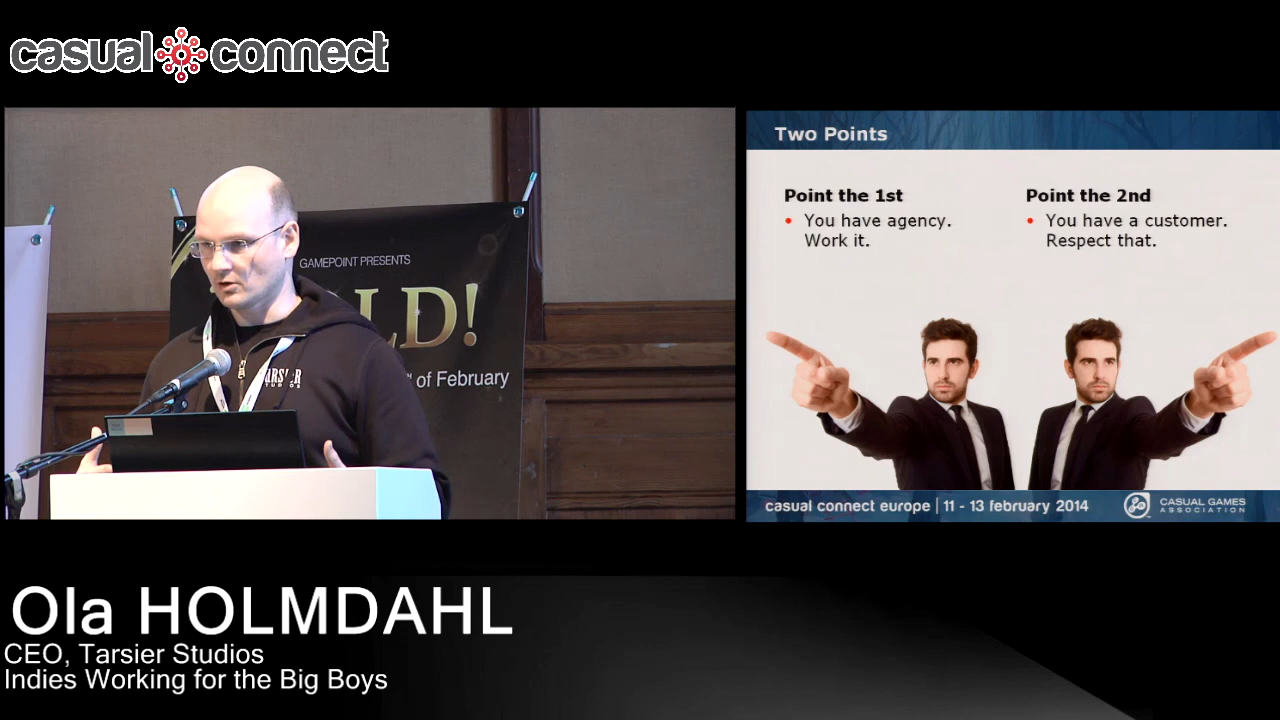 casual connect
GAMEPOINT PRESENTS
LD!
of February
Two Points
Point the 1st
• You have agency.
Work it.
Point the 2nd
• You have a customer.
Respect that.
casual connect europe | 11 - 13 february 2014
CASUAL GAMES
ASSOCIATION
Ola HOLMDAHL
CEO, Tarsier Studios
Indies Working for the Big Boys